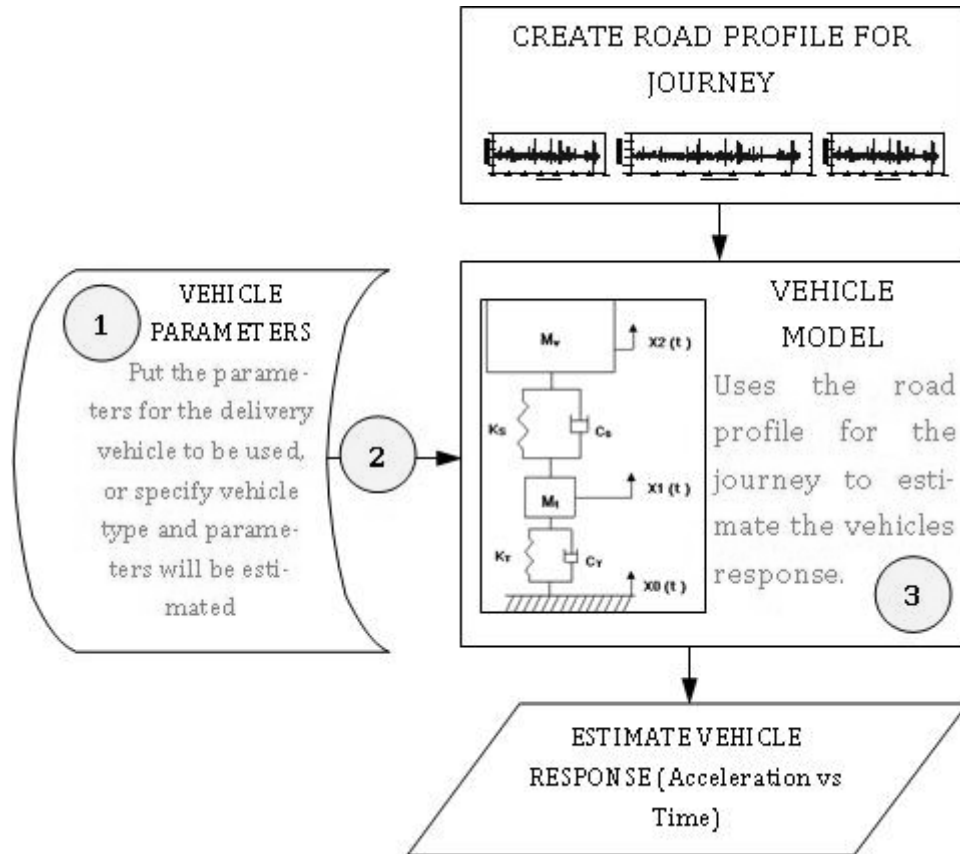 CREATE ROAD PROFILE FOR
JOURNEY
1
VEHICLE
PARAMETERS
Put the parame-
ters for the delivery
vehicle to be used,
or specify vehicle
type and parame-
ters will be esti-
mated
2
VEHICLE
MODEL
Uses the road
profile for the
journey to esti-
mate the vehicles
response.
3
Mv
X2 (t)
KS
CS
Mt
X1 (t)
KT
CT
X0 (t)
ESTIMATE VEHICLE
RESPONSE (Acceleration vs
Time)